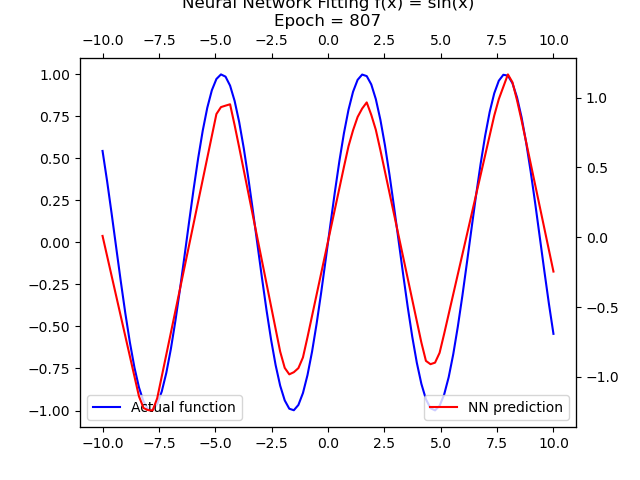 Neural Network Fitting f(x) = sin(x)
Epoch = 807
−10.0 −7.5 −5.0 −2.5 0.0 2.5 5.0 7.5 10.0
1.00
0.75
0.50
0.25
0.00
−0.25
−0.50
−0.75
−1.00
1.0
0.5
0.0
−0.5
−1.0
Actual function
NN prediction
−10.0 −7.5 −5.0 −2.5 0.0 2.5 5.0 7.5 10.0